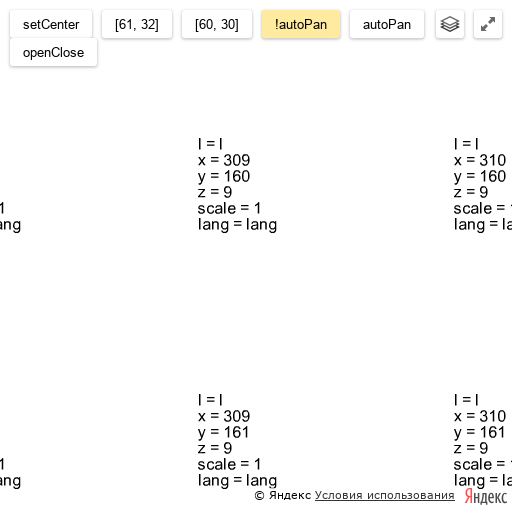 setCenter [61, 32] [60, 30] !autoPan autoPan
openClose
l = l
x = 309
y = 160
z = 9
scale = 1
lang = lang
l = l
x = 310
y = 160
z = 9
scale = 1
lang = la
1
ang
l = l
x = 309
y = 161
z = 9
scale = 1
lang = lang
l = l
x = 310
y = 161
z = 9
scale = 1
lang = la
1
ang
© Яндекс Условия использования Яндекс